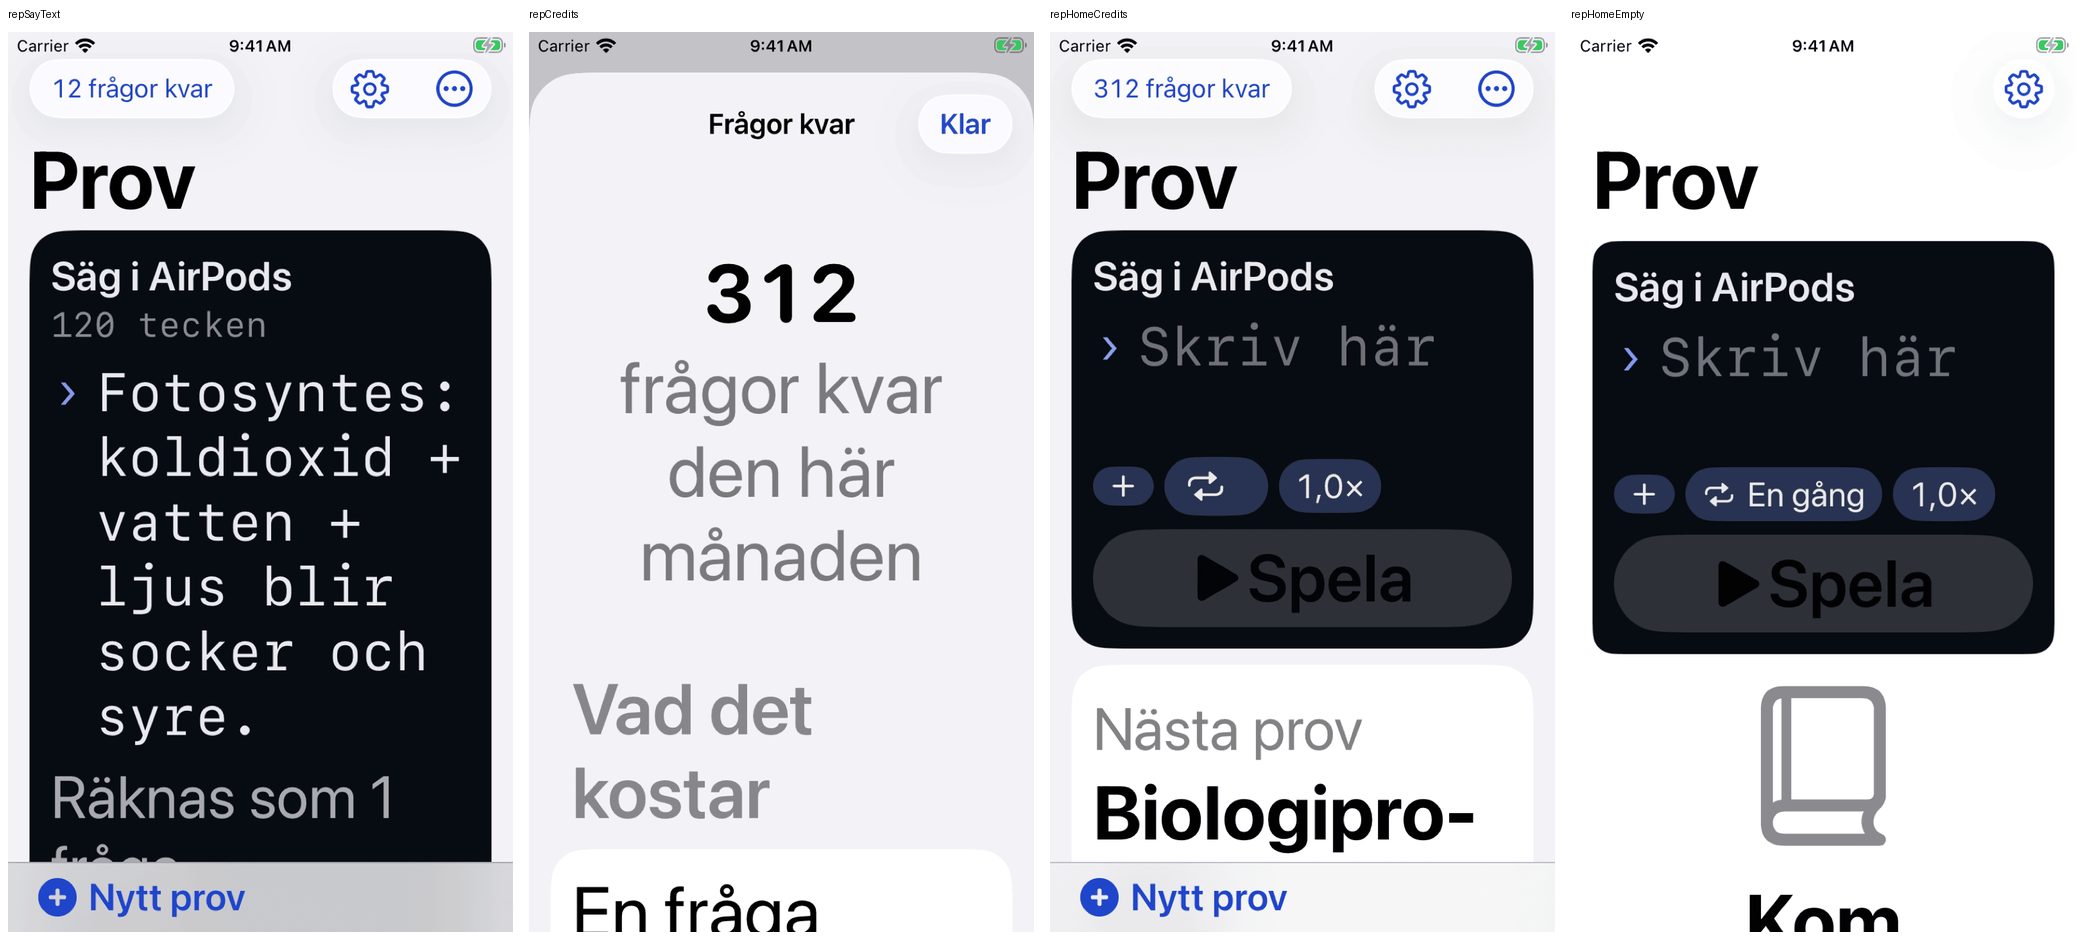 repSayText
Carrier 9:41 AM
12 frågor kvar
Prov
Säg i AirPods
120 tecken
› Fotosyntes:
koldioxid +
vatten +
ljus blir
socker och
syre.
Räknas som 1
fråga
Nytt prov
repCredits
Carrier 9:41 AM
Frågor kvar
Klar
312
frågor kvar
den här
månaden
Vad det
kostar
En fråga
repHomeCredits
Carrier 9:41 AM
312 frågor kvar
Prov
Säg i AirPods
› Skriv här
1,0×
Spela
Nästa prov
Biologipro-
Nytt prov
repHomeEmpty
Carrier 9:41 AM
Prov
Säg i AirPods
› Skriv här
En gång
1,0×
Spela
Kom